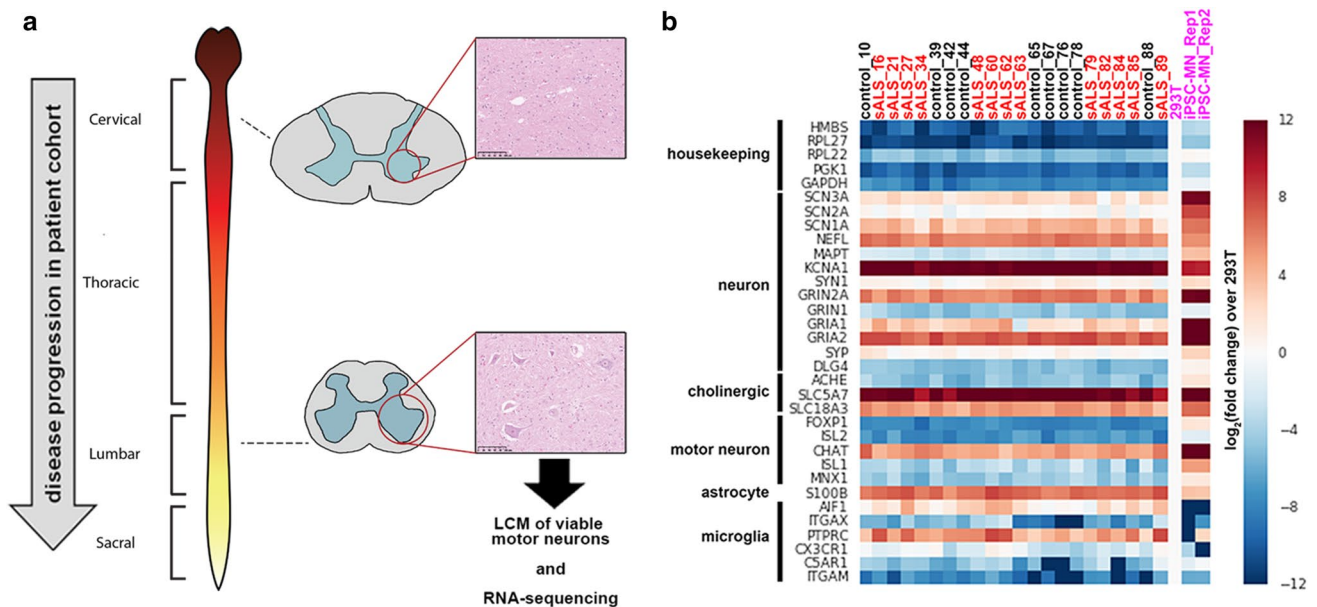 a
disease progression in patient cohort
Cervical
Thoracic
Lumbar
Sacral
LCM of viable
motor neurons
and
RNA-sequencing
b
control_10
sALS_16
sALS_21
sALS_27
sALS_34
control_39
control_42
control_44
sALS_48
sALS_60
sALS_62
sALS_63
control_65
control_67
control_76
control_78
sALS_79
sALS_82
sALS_84
sALS_85
control_88
sALS_89
293T
iPSC-MN_Rep1
iPSC-MN_Rep2
housekeeping
HMBS
RPL27
RPL22
PGK1
GAPDH
neuron
SCN3A
SCN2A
SCN1A
NEFL
MAPT
KCNA1
SYN1
GRIN2A
GRIN1
GRIA1
GRIA2
SYP
DLG4
cholinergic
ACHE
SLC5A7
SLC18A3
motor neuron
FOXP1
ISL2
CHAT
ISL1
MNX1
astrocyte
S100B
microglia
AIF1
ITGAX
PTPRC
CX3CR1
C5AR1
ITGAM
12
8
4
0
−4
−8
−12
log₂(fold change) over 293T